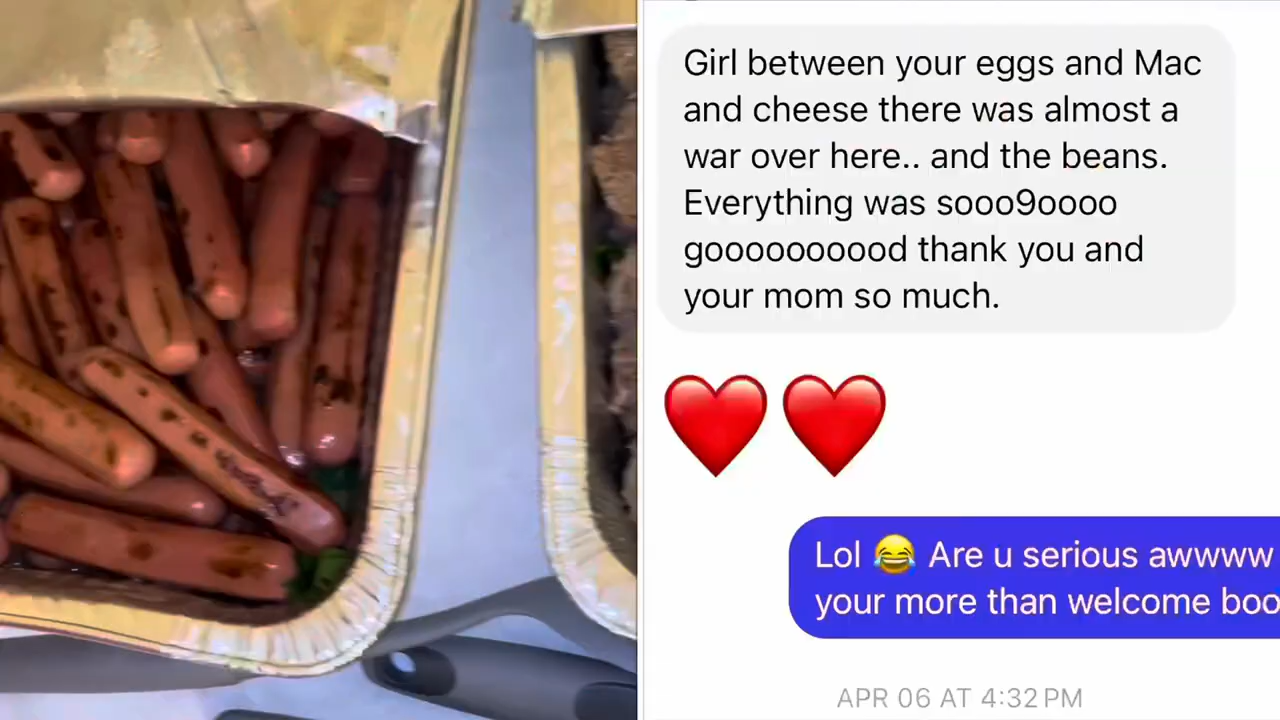 Girl between your eggs and Mac
and cheese there was almost a
war over here.. and the beans.
Everything was sooo9oooo
goooooooood thank you and
your mom so much.
❤️❤️
Lol 😂 Are u serious awwww
your more than welcome boo
APR 06 AT 4:32 PM